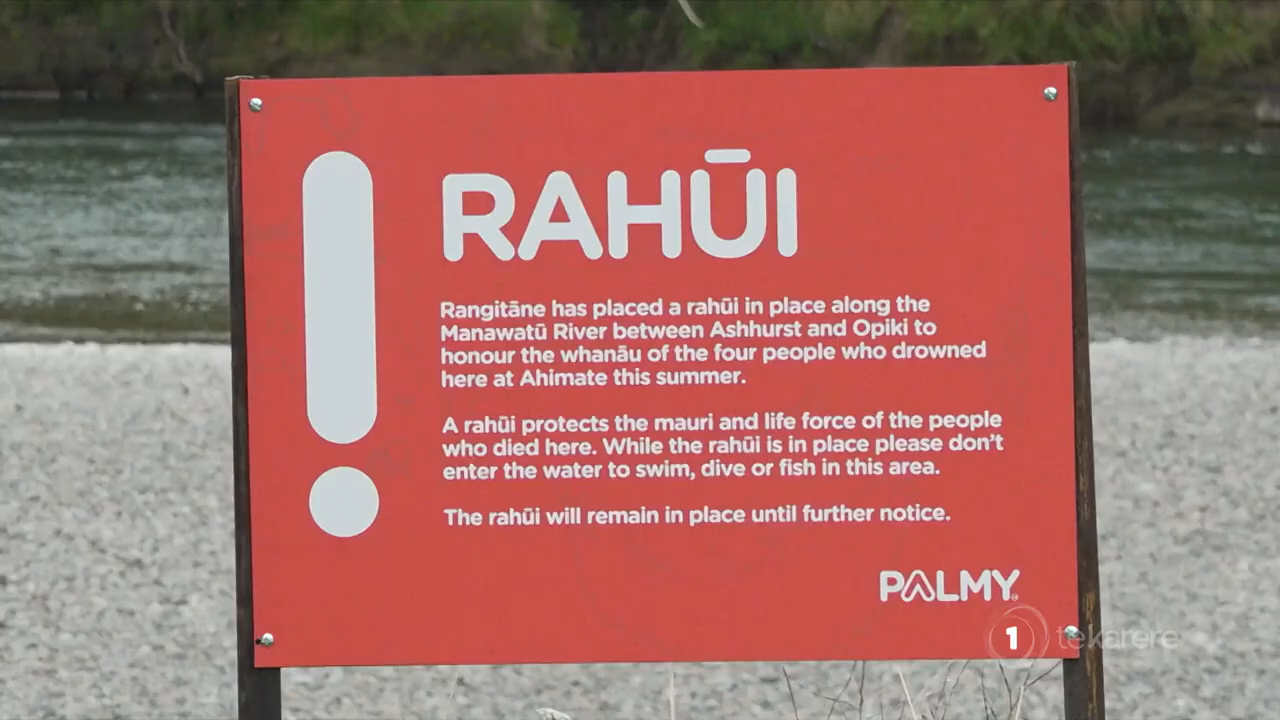 RAHŪI
Rangitāne has placed a rahūi in place along the
Manawatū River between Ashhurst and Opiki to
honour the whanāu of the four people who drowned
here at Ahimate this summer.
A rahūi protects the mauri and life force of the people
who died here. While the rahūi is in place please don't
enter the water to swim, dive or fish in this area.
The rahūi will remain in place until further notice.
PALMY
1 tekarere